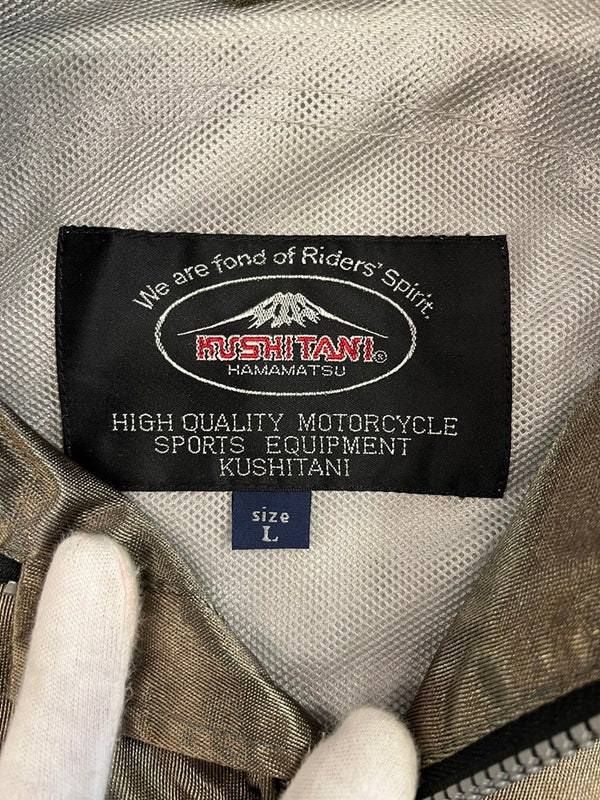 We are fond of Riders' Spirit.
KUSHITANI®
HAMAMATSU
HIGH QUALITY MOTORCYCLE
SPORTS EQUIPMENT
KUSHITANI
size
L